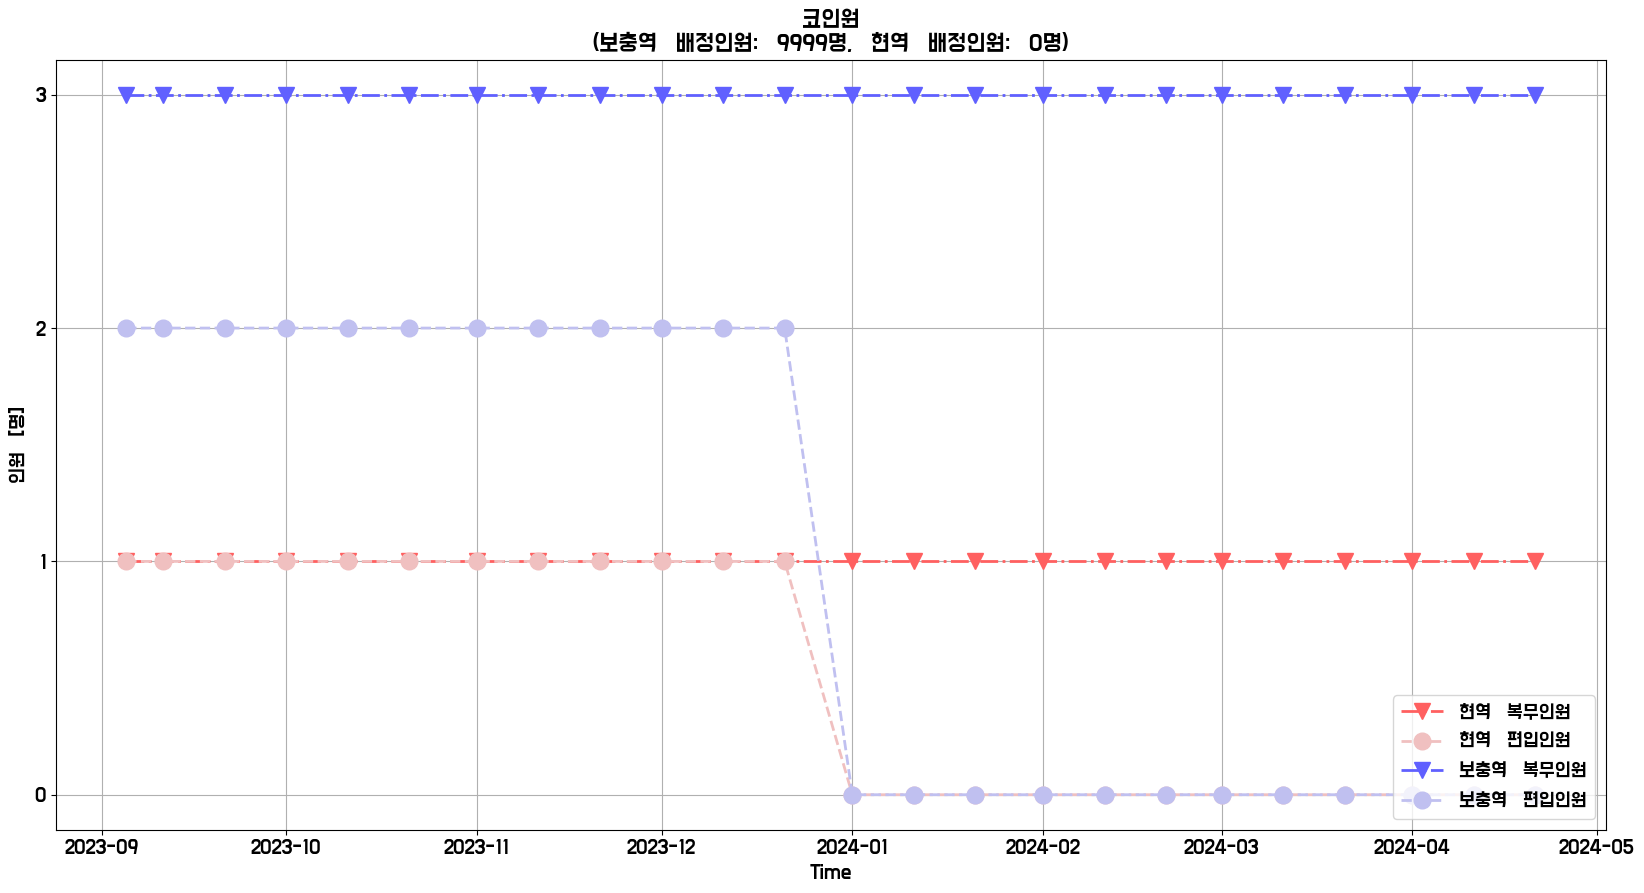 코인원
(보충역 배정인원: 9999명, 현역 배정인원: 0명)
3
2
1
0
인원 [명]
2023-09 2023-10 2023-11 2023-12 2024-01 2024-02 2024-03 2024-04 2024-05
Time
현역 복무인원
현역 편입인원
보충역 복무인원
보충역 편입인원